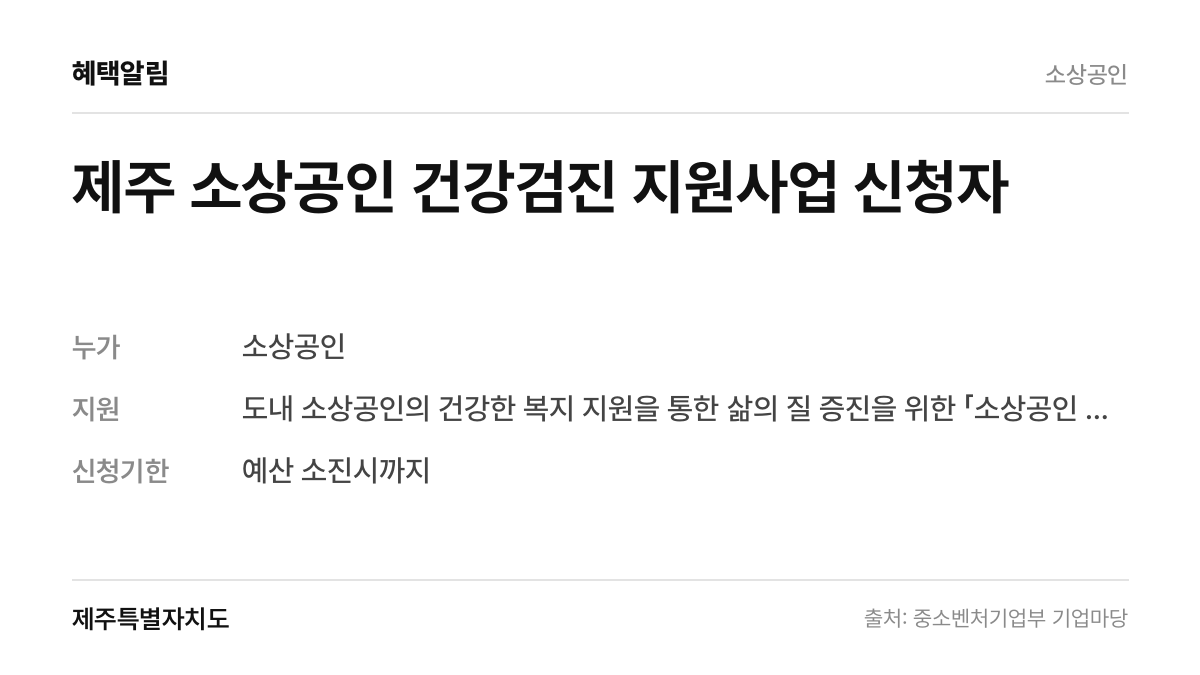 혜택알림
소상공인
제주 소상공인 건강검진 지원사업 신청자
누가 소상공인
지원 도내 소상공인의 건강한 복지 지원을 통한 삶의 질 증진을 위한 ｢소상공인 ...
신청기한 예산 소진시까지
제주특별자치도
출처: 중소벤처기업부 기업마당